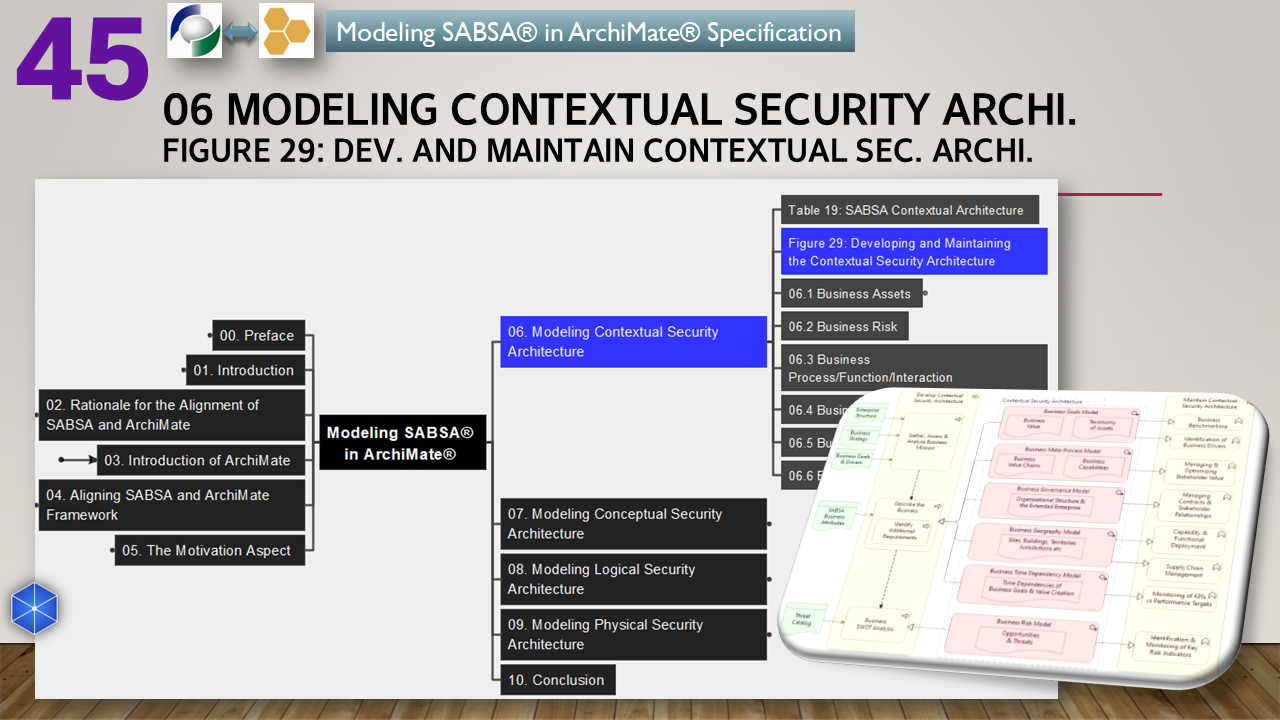 45
Modeling SABSA® in ArchiMate® Specification
06 MODELING CONTEXTUAL SECURITY ARCHI.
FIGURE 29: DEV. AND MAINTAIN CONTEXTUAL SEC. ARCHI.
00. Preface
01. Introduction
02. Rationale for the Alignment of
SABSA and ArchiMate
03. Introduction of ArchiMate
04. Aligning SABSA and ArchiMate
Framework
05. The Motivation Aspect
Modeling SABSA®
in ArchiMate®
06. Modeling Contextual Security
Architecture
07. Modeling Conceptual Security
Architecture
08. Modeling Logical Security
Architecture
09. Modeling Physical Security
Architecture
10. Conclusion
Table 19: SABSA Contextual Architecture
Figure 29: Developing and Maintaining
the Contextual Security Architecture
06.1 Business Assets
06.2 Business Risk
06.3 Business
Process/Function/Interaction
06.4 Busin
06.5 Bu
06.6 B
Enterprise
Structure
Business
Strategy
Business Goals
& Drivers
SABSA
Business
Attributes
Threat
Catalog
Develop Contextual
Security Architecture
Gather, Assess &
Analyze Business
Mission
Describe the
Business
Identify
Additional
Requirements
Business
SWOT Analysis
Contextual Security Architecture
Business Goals Model
Business
Value
Taxonomy
of Assets
Business Meta-Process Model
Business
Value Chains
Business
Capabilities
Business Governance Model
Organizational Structure &
the Extended Enterprise
Business Geography Model
Sites, Buildings, Territories
Jurisdictions etc
Business Time Dependency Model
Time Dependencies of
Business Goals & Value Creation
Business Risk Model
Opportunities
& Threats
Maintain Contextual
Security Architecture
Business
Benchmarking
Identification of
Business Drivers
Managing &
Optimizing
Stakeholder Value
Managing
Contracts &
Stakeholder
Relationships
Capability &
Functional
Deployment
Supply Chain
Management
Monitoring of KPIs
vs Performance Targets
Identification &
Monitoring of Key
Risk Indicators